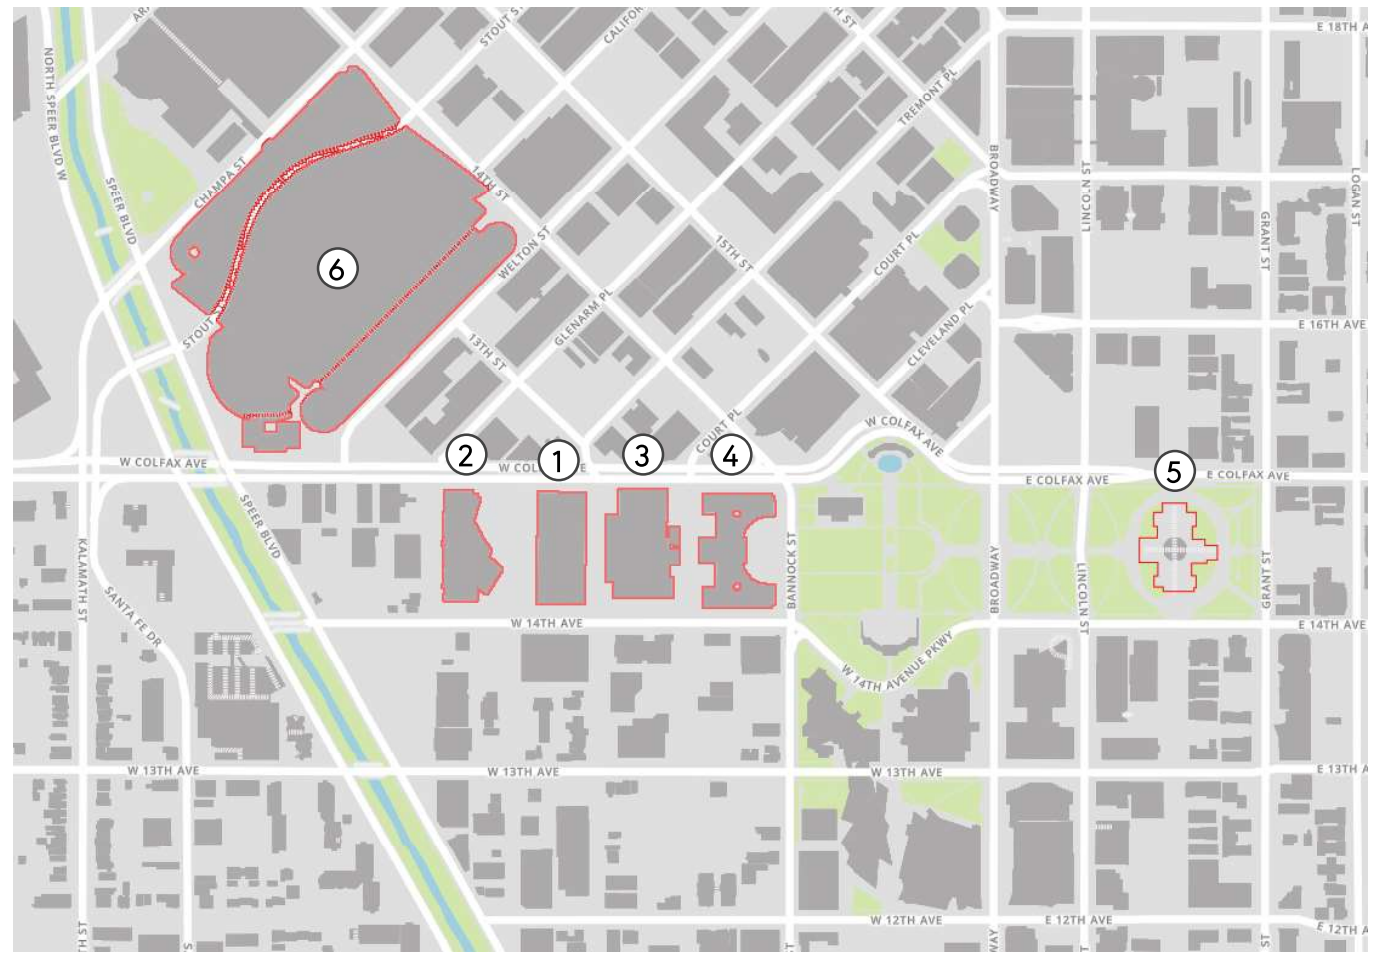 STOUT ST
E 18TH A
NORTH SPEER BLVD W
TREMONT PL
CHAMPA ST
14TH ST
BROADWAY
LINCOLN ST
LOGAN ST
SPEER BLVD
GRANT ST
WELTON ST
15TH ST
COURT PL
6
STOUT
GLENARM PL
13TH ST
CLEVELAND PL
E 16TH AVE
COURT PL
W COLFAX AVE
W COLFAX AVE
2
1
3
4
5
W COL
E AVE
E COLFAX AVE
E COLFAX AVE
SPEER BLVD
KALAMATH ST
SANTA FE DR
BANNOCK ST
BROADWAY
LINCOLN ST
GRANT ST
W 14TH AVE
E 14TH AVE
W 14TH AVENUE PKWY
W 13TH AVE
W 13TH AVE
W 13TH AVE
E 13TH A
W 12TH AVE
E 12TH AVE
E 12TH A